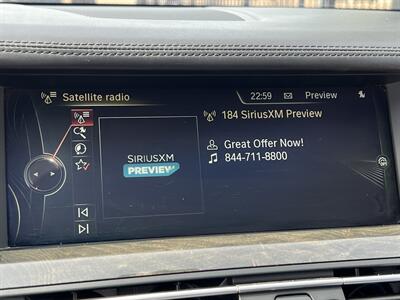 Satellite radio
22:59
Preview
184 SiriusXM Preview
Great Offer Now!
844-711-8800
SIRIUSXM
PREVIEW